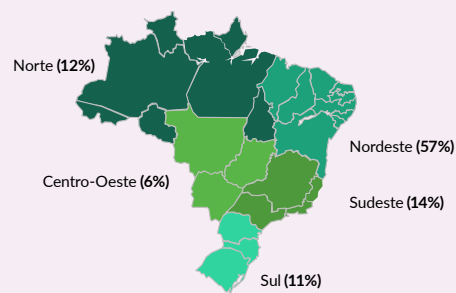 Norte (12%)
Nordeste (57%)
Centro-Oeste (6%)
Sudeste (14%)
Sul (11%)